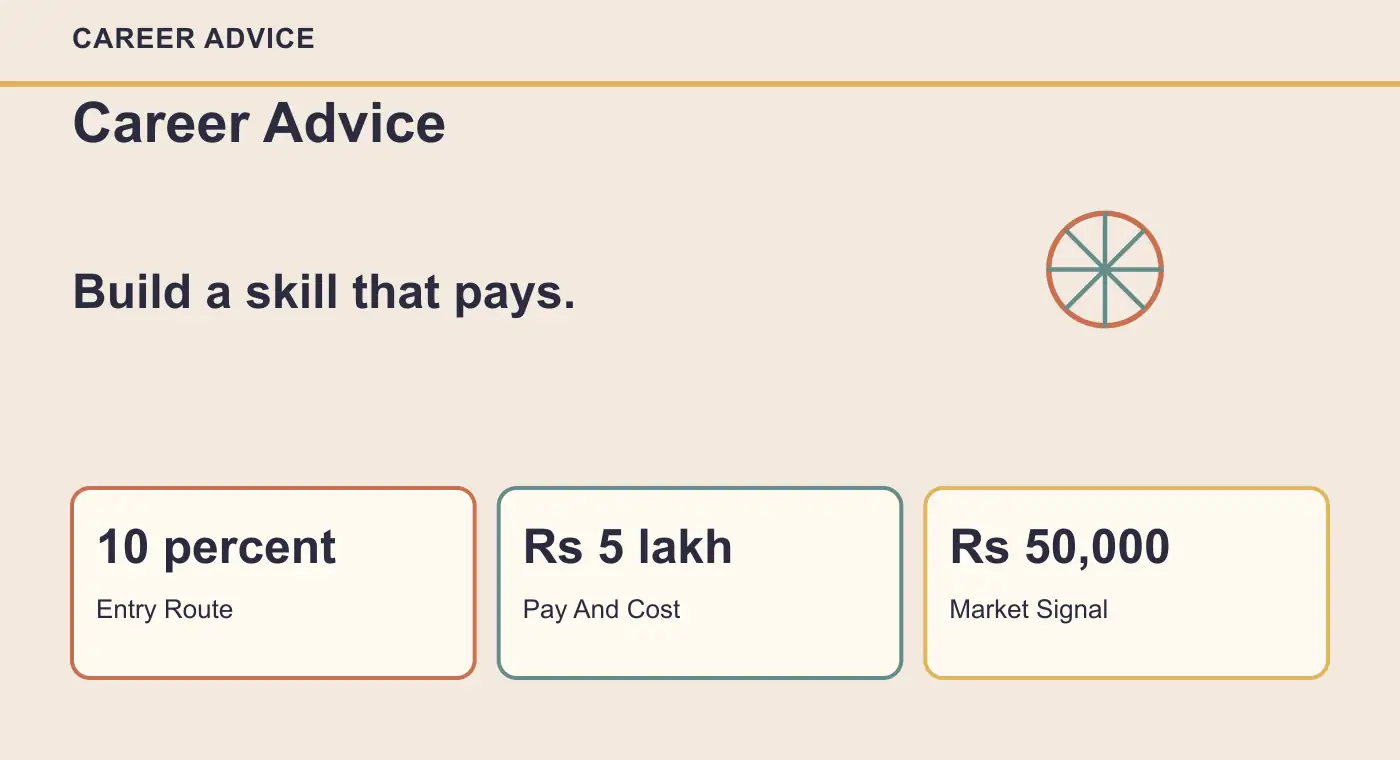 CAREER ADVICE
Career Advice
Build a skill that pays.
10 percent
Entry Route
Rs 5 lakh
Pay And Cost
Rs 50,000
Market Signal